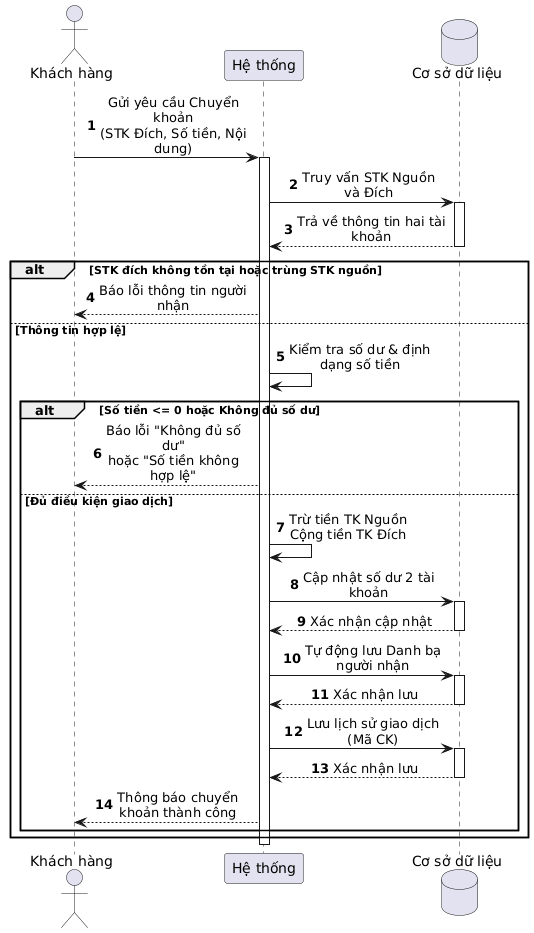 Khách hàng
Hệ thống
Cơ sở dữ liệu
1 Gửi yêu cầu Chuyển
khoản
(STK Đích, Số tiền, Nội
dung)
2 Truy vấn STK Nguồn
và Đích
3 Trả về thông tin hai tài
khoản
alt [STK đích không tồn tại hoặc trùng STK nguồn]
4 Báo lỗi thông tin người
nhận
[Thông tin hợp lệ]
5 Kiểm tra số dư & định
dạng số tiền
alt [Số tiền <= 0 hoặc Không đủ số dư]
6 Báo lỗi "Không đủ số
dư"
hoặc "Số tiền không
hợp lệ"
[Đủ điều kiện giao dịch]
7 Trừ tiền TK Nguồn
Cộng tiền TK Đích
8 Cập nhật số dư 2 tài
khoản
9 Xác nhận cập nhật
10 Tự động lưu Danh bạ
người nhận
11 Xác nhận lưu
12 Lưu lịch sử giao dịch
(Mã CK)
13 Xác nhận lưu
14 Thông báo chuyển
khoản thành công
Khách hàng
Hệ thống
Cơ sở dữ liệu